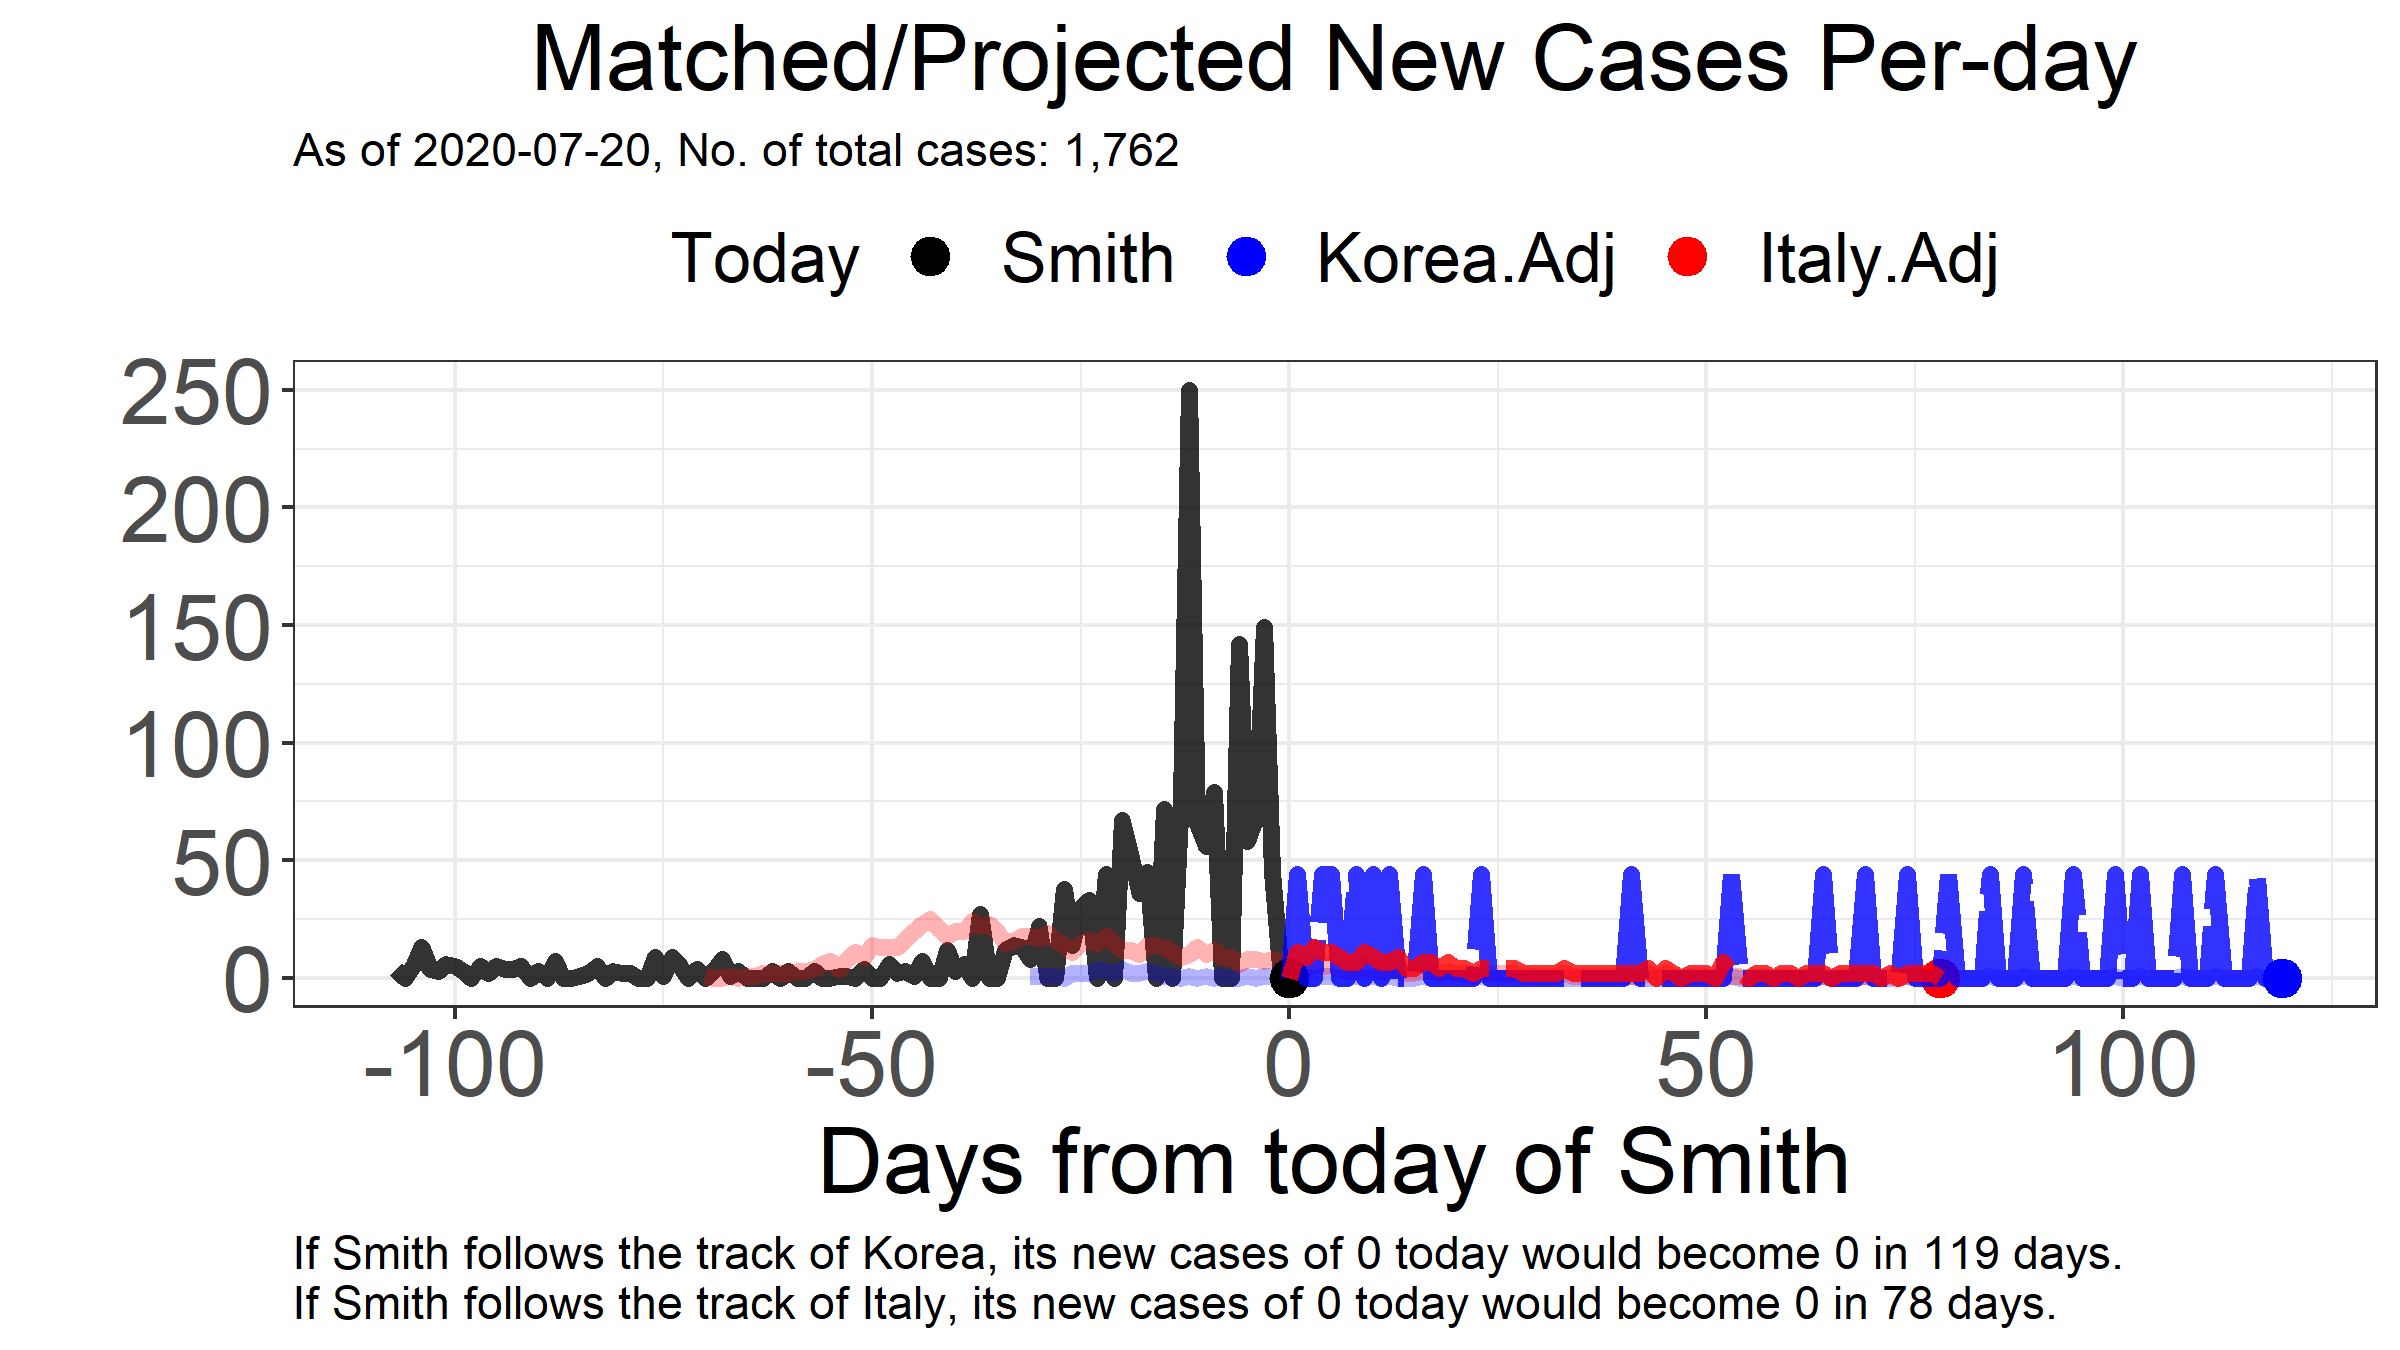 Matched/Projected New Cases Per-day
As of 2020-07-20, No. of total cases: 1,762
Today Smith Korea.Adj Italy.Adj
250
200
150
100
50
0
-100 -50 0 50 100
Days from today of Smith
If Smith follows the track of Korea, its new cases of 0 today would become 0 in 119 days.
If Smith follows the track of Italy, its new cases of 0 today would become 0 in 78 days.